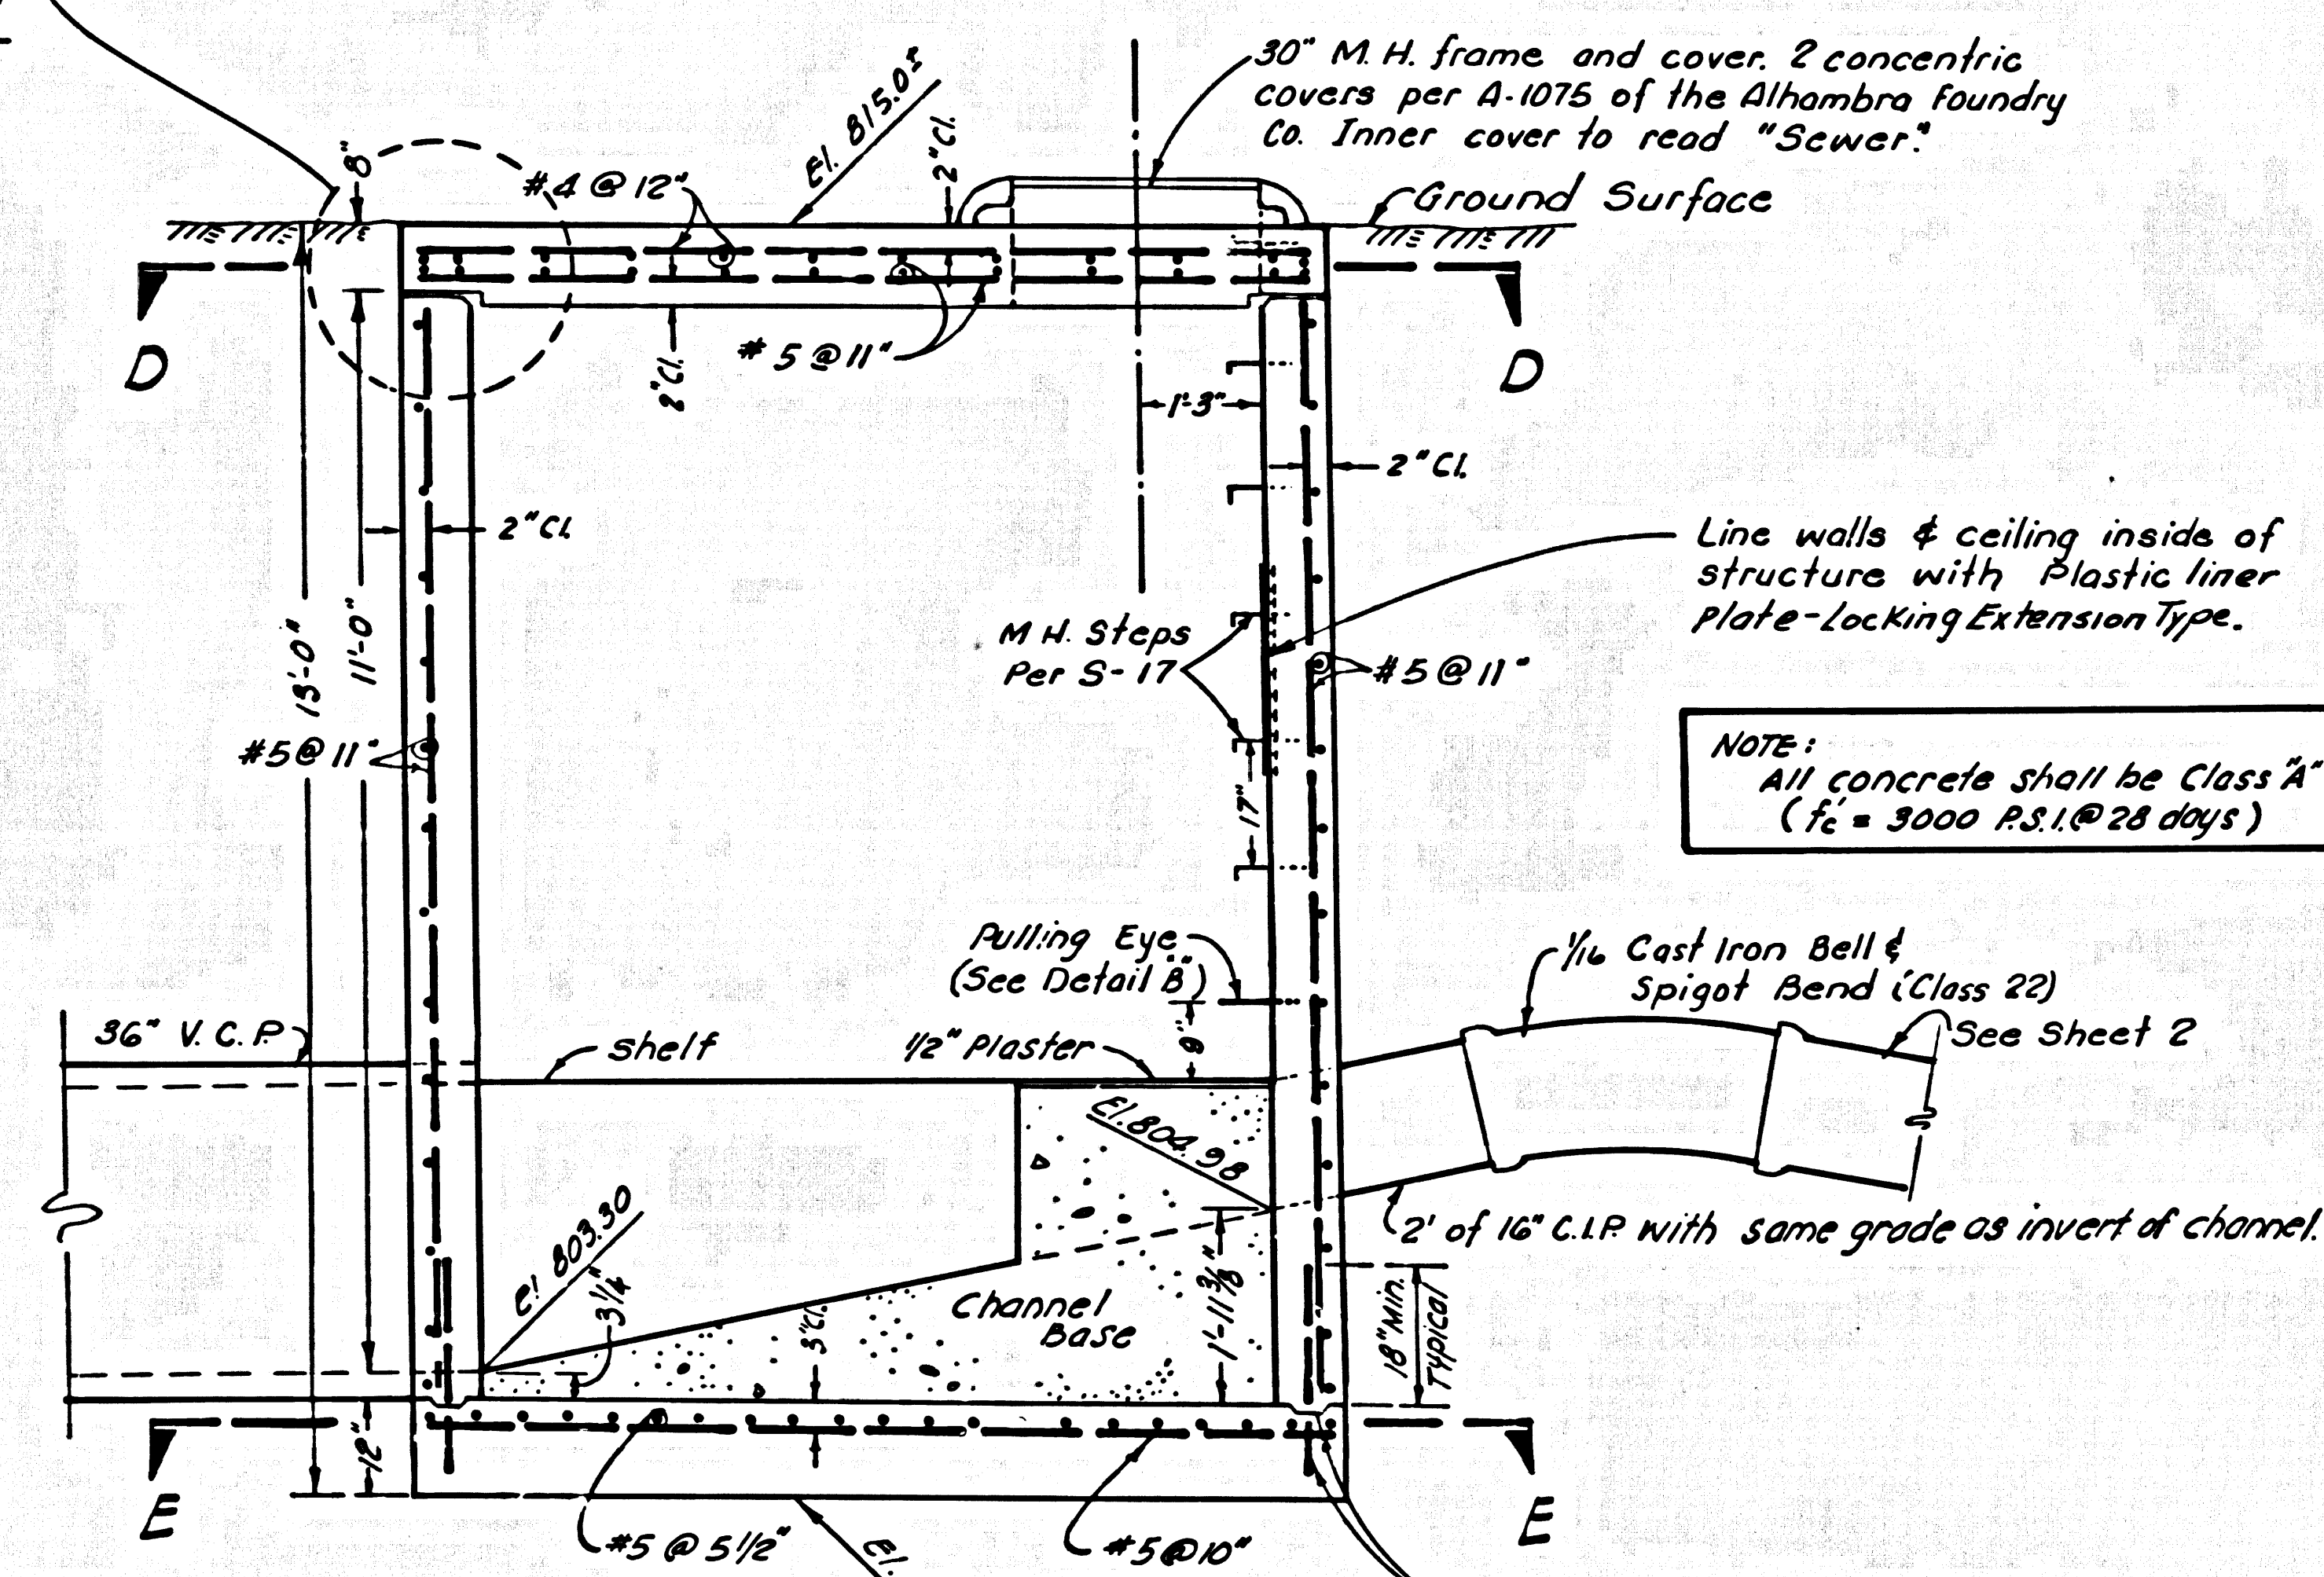 30" M. H. frame and cover. 2 concentric
covers per A-1075 of the Alhambra Foundry
Co. Inner cover to read "Sewer."
Ground Surface
8"
#4 @ 12"
El. 815.0±
2" Cl.
D
D
#5 @ 11"
2" Cl.
1'-3"
2" Cl.
2" Cl.
Line walls & ceiling inside of
structure with Plastic liner
Plate-Locking Extension Type.
13'-0"
11'-0"
M H. Steps
Per S-17
#5 @ 11"
#5 @ 11"
17"
NOTE:
All concrete shall be Class "A"
(f'c = 3000 P.S.I. @ 28 days)
Pulling Eye
(See Detail "B")
9"
1/16 Cast Iron Bell &
Spigot Bend (Class 22)
See Sheet 2
36" V. C. P.
shelf
1/2" Plaster
El. 804.98
El 803.30
3 1/4"
3" Cl.
Channel
Base
1'-11 3/8"
2' of 16" C.I.P. with same grade as invert of channel.
18" Min.
Typical
12"
E
E
#5 @ 5 1/2"
El.
#5 @ 10"